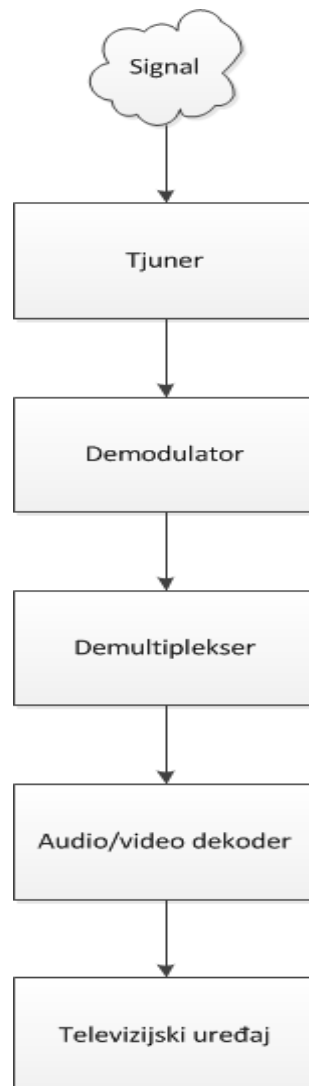 Signal
Tjuner
Demodulator
Demultiplekser
Audio/video dekoder
Televizijski uređaj